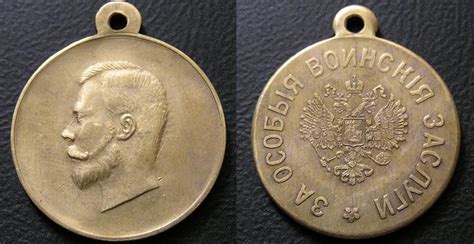 ЗА ОСОБЫЯ ВОИНСКІЯ ЗАСЛУГИ